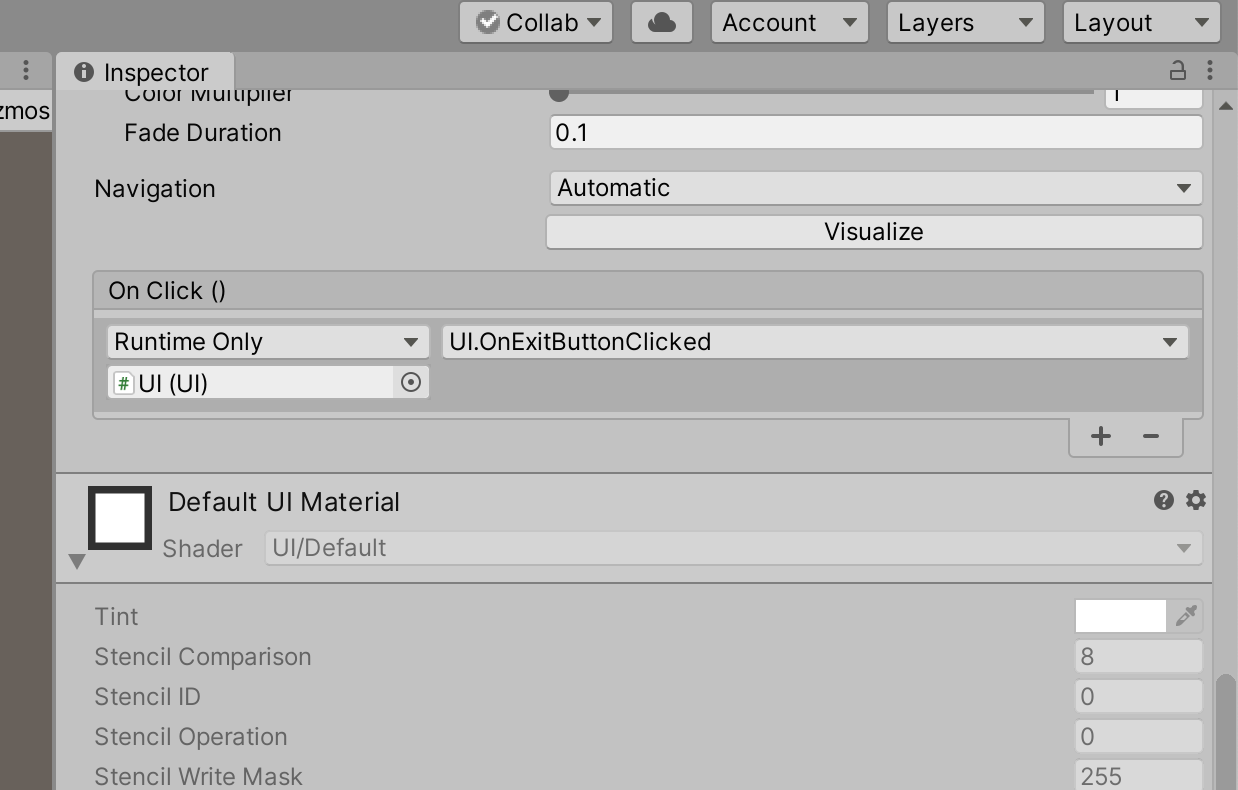 Collab
Account
Layers
Layout
Inspector
zmos
Color Multiplier
1
Fade Duration
0.1
Navigation
Automatic
Visualize
On Click ()
Runtime Only
UI.OnExitButtonClicked
# UI (UI)
Default UI Material
Shader
UI/Default
Tint
Stencil Comparison
8
Stencil ID
0
Stencil Operation
0
Stencil Write Mask
255